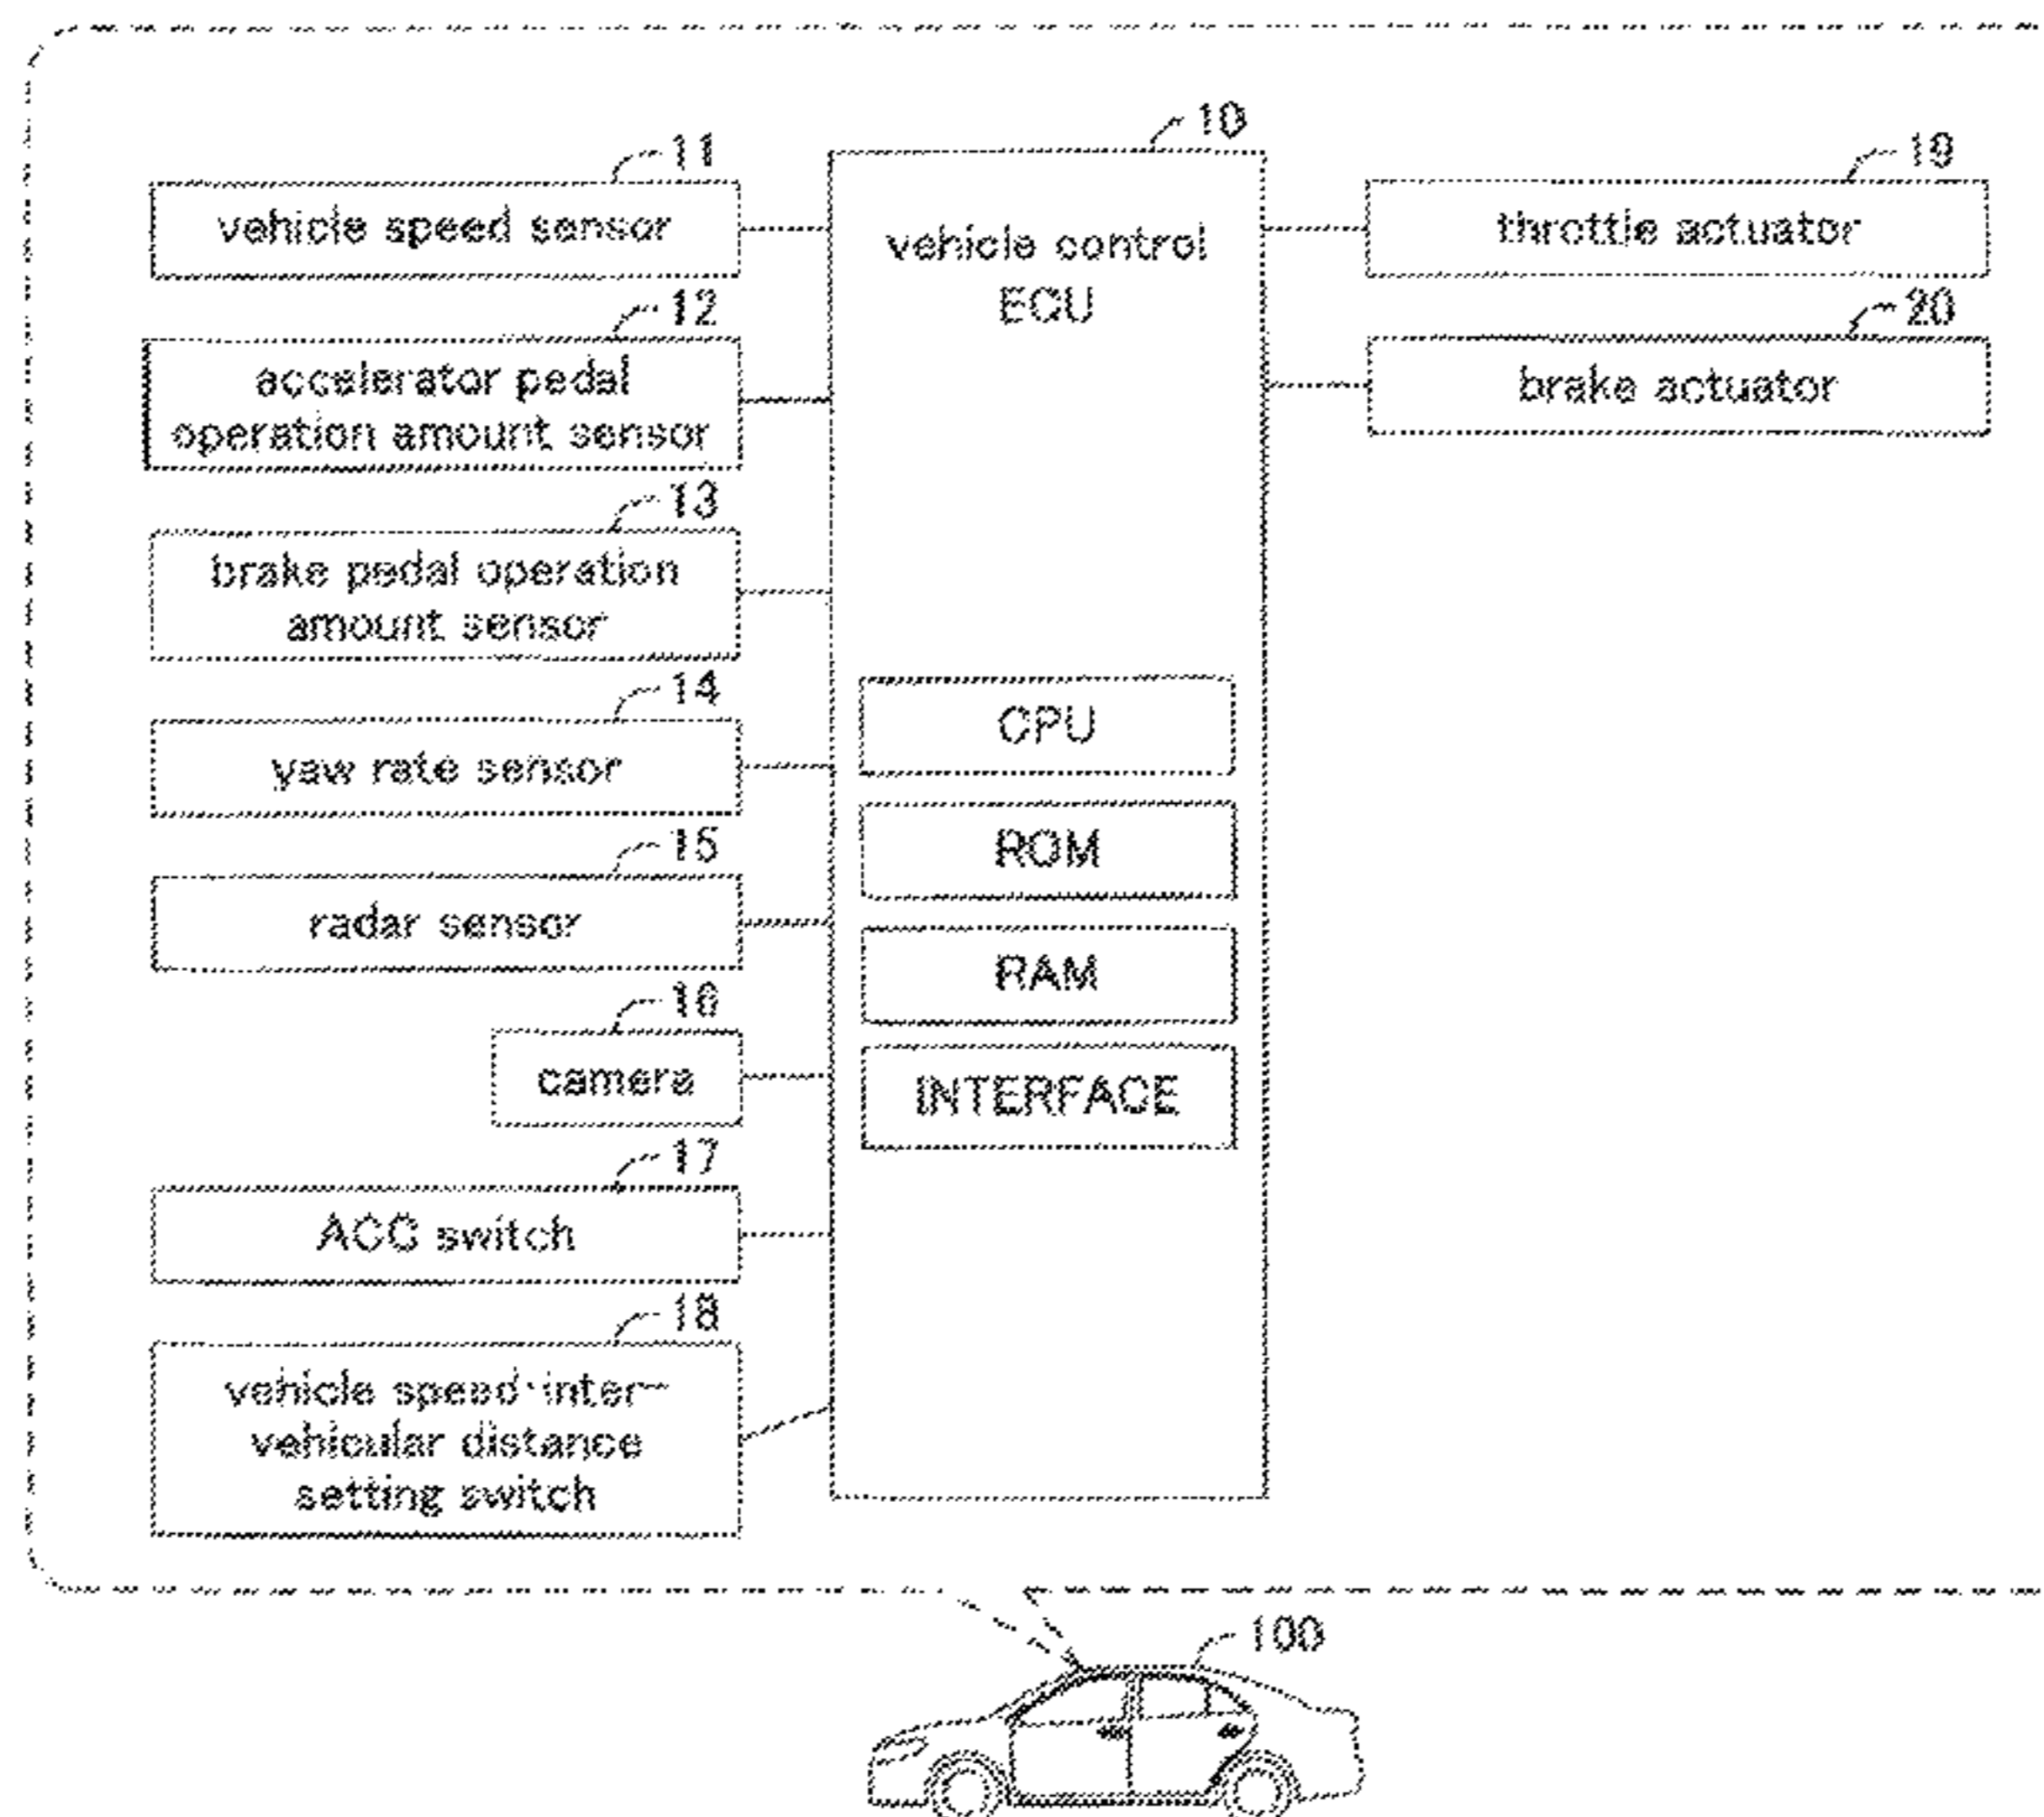 10
11
vehicle speed sensor
12
accelerator pedal
operation amount sensor
13
brake pedal operation
amount sensor
14
yaw rate sensor
15
radar sensor
16
camera
17
ACC switch
18
vehicle speed·inter-
vehicular distance
setting switch
vehicle control
ECU
CPU
ROM
RAM
INTERFACE
19
throttle actuator
20
brake actuator
100